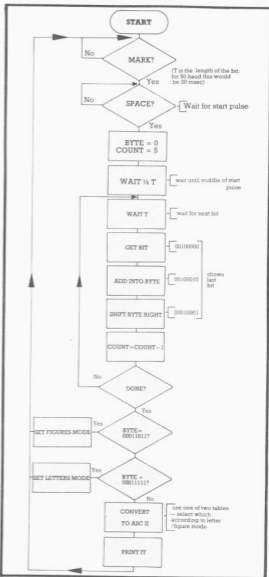 START
MARK?
No
Yes
(T is the length of the bit
for 50 baud this would
be 20 msec)
SPACE?
No
Wait for start pulse
Yes
BYTE = 0
COUNT = 5
WAIT ½ T
wait until middle of start
pulse
WAIT T
wait for next bit
GET BIT
00100000
ADD INTO BYTE
00100010
shows
last
bit
SHIFT BYTE RIGHT
00010001
COUNT=COUNT-1
No
DONE?
Yes
SET FIGURES MODE
Yes
BYTE=
00011011?
SET LETTERS MODE
Yes
BYTE =
00011111?
No
CONVERT
TO ASC II
use one of two tables
— select which
according to letter
/figure mode
PRINT IT